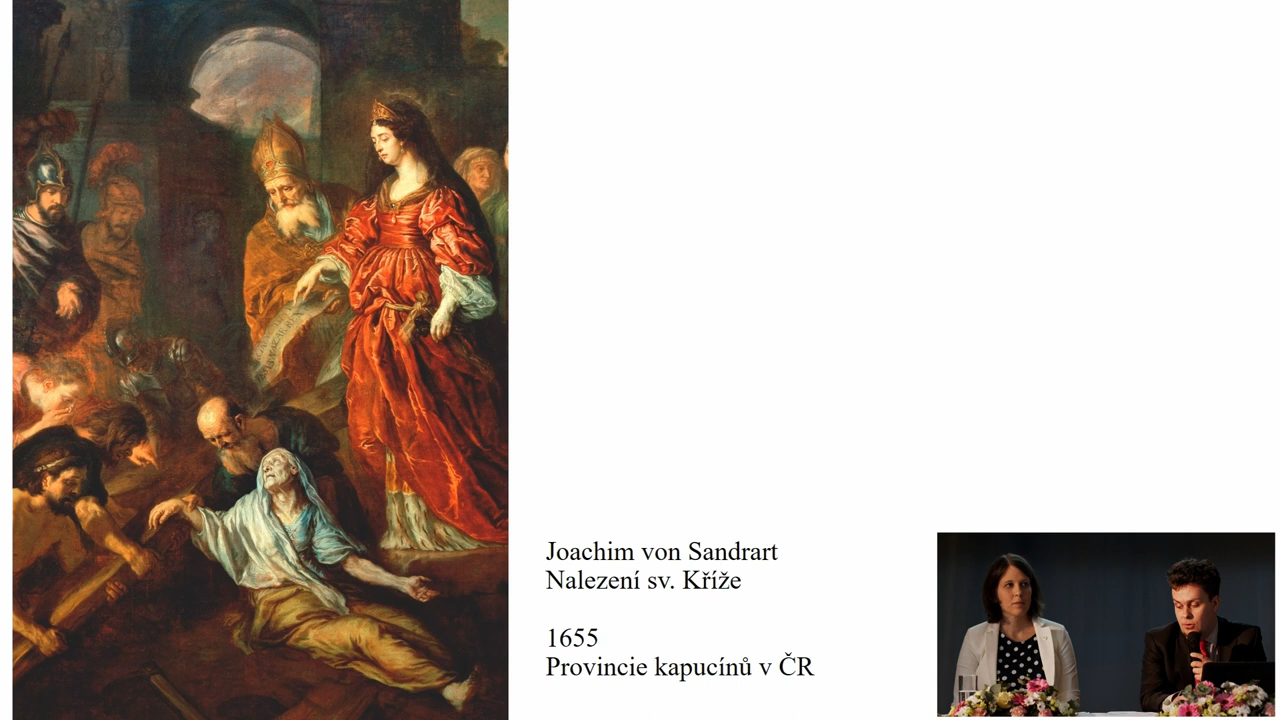 Joachim von Sandrart
Nalezení sv. Kříže
1655
Provincie kapucínů v ČR